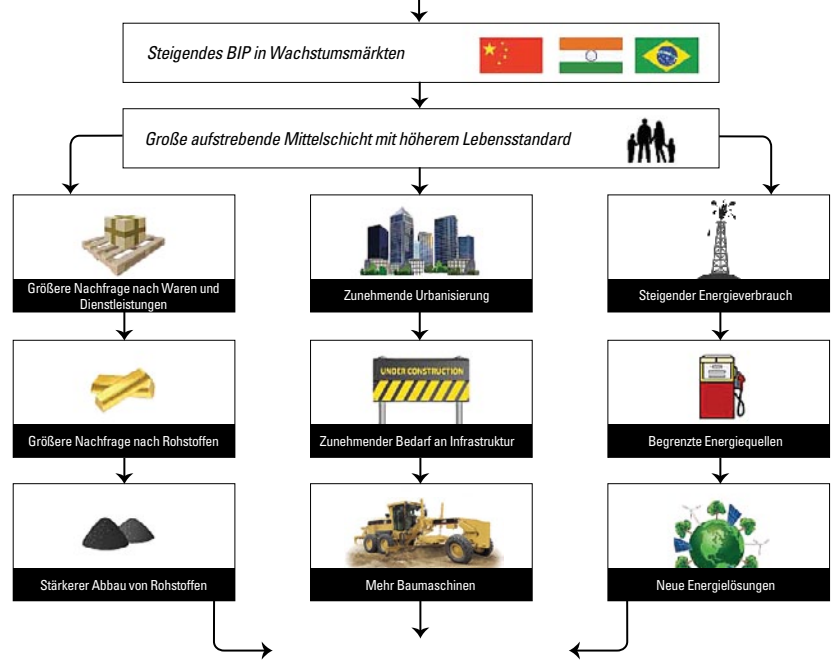 Steigendes BIP in Wachstumsmärkten
Große aufstrebende Mittelschicht mit höherem Lebensstandard
Größere Nachfrage nach Waren und
Dienstleistungen
Zunehmende Urbanisierung
Steigender Energieverbrauch
UNDER CONSTRUCTION
Größere Nachfrage nach Rohstoffen
Zunehmender Bedarf an Infrastruktur
Begrenzte Energiequellen
Stärkerer Abbau von Rohstoffen
Mehr Baumaschinen
Neue Energielösungen